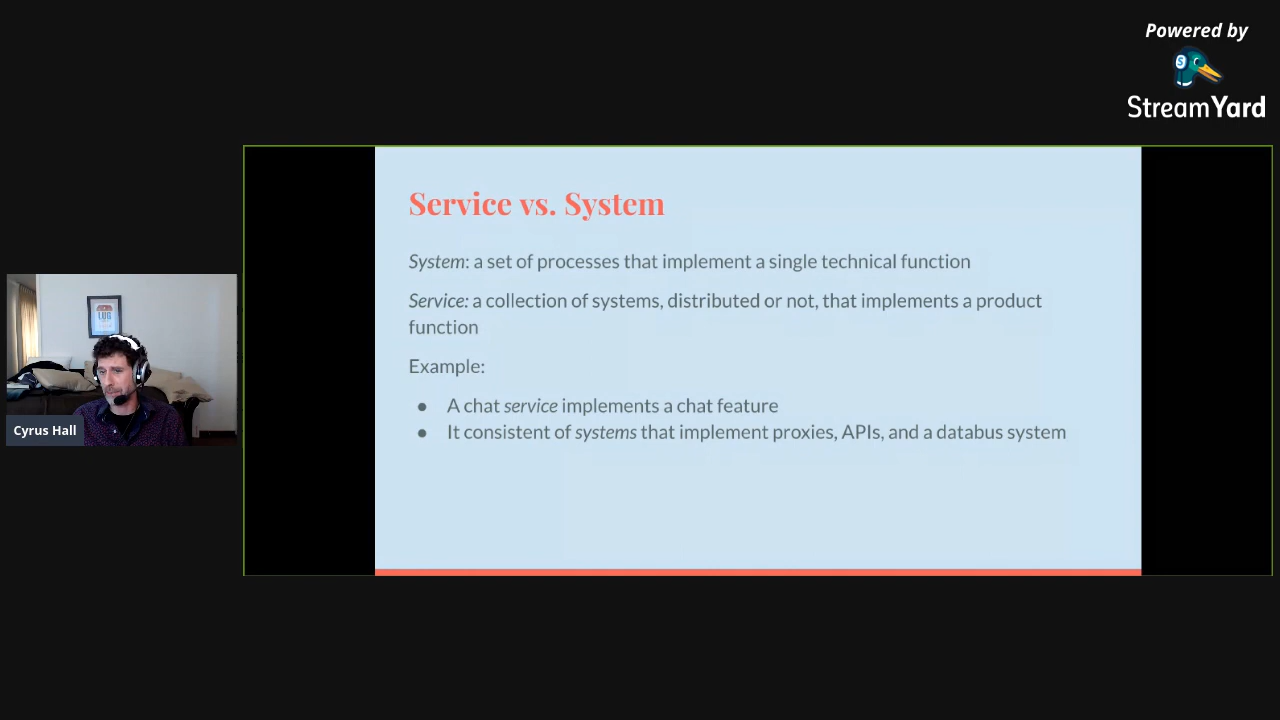 Powered by
StreamYard
Service vs. System
System: a set of processes that implement a single technical function
Service: a collection of systems, distributed or not, that implements a product
function
Example:
● A chat service implements a chat feature
● It consistent of systems that implement proxies, APIs, and a databus system
LUG
Cyrus Hall